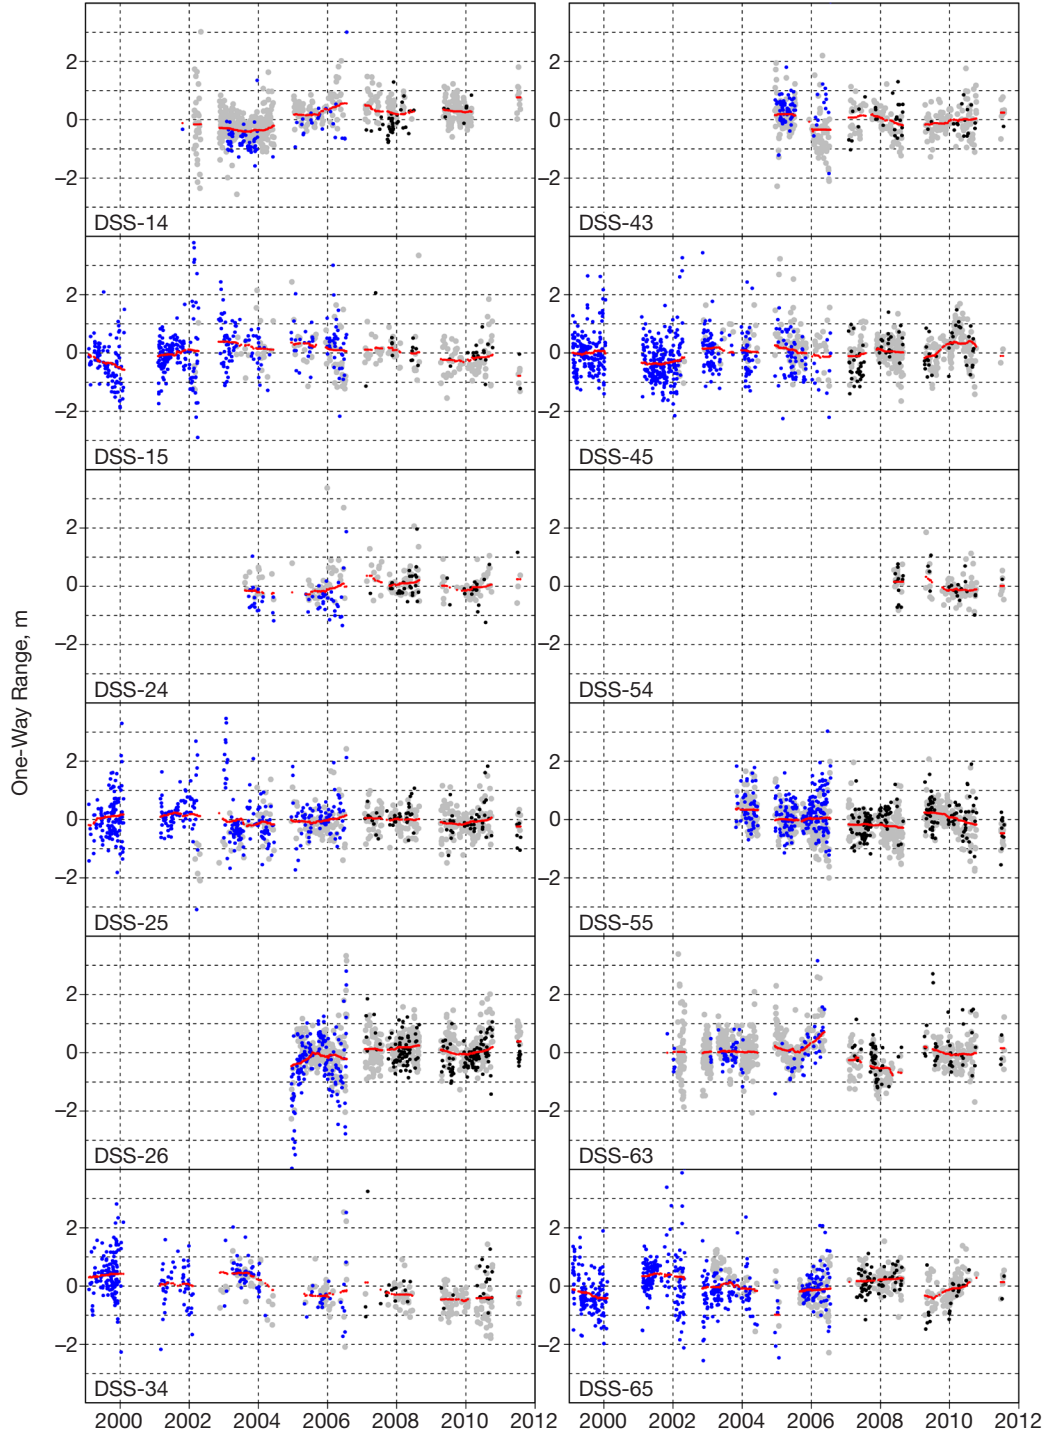 2 2
0 0
−2 −2
DSS-14 DSS-43
2 2
0 0
−2 −2
DSS-15 DSS-45
2 2
0 0
−2 −2
DSS-24 DSS-54
One-Way Range, m
2 2
0 0
−2 −2
DSS-25 DSS-55
2 2
0 0
−2 −2
DSS-26 DSS-63
2 2
0 0
−2 −2
DSS-34 DSS-65
2000 2002 2004 2006 2008 2010 2012 2000 2002 2004 2006 2008 2010 2012